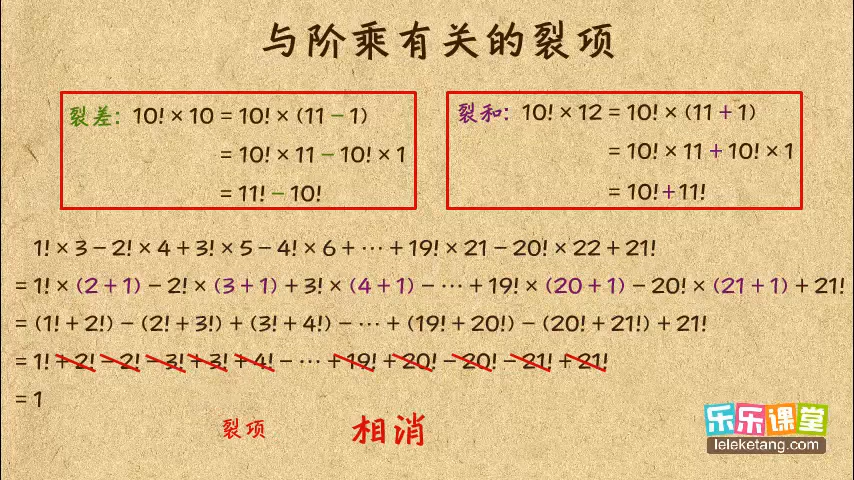 与阶乘有关的裂项
裂差: 10! × 10 = 10! × (11 − 1)
= 10! × 11 − 10! × 1
= 11! − 10!
裂和: 10! × 12 = 10! × (11 + 1)
= 10! × 11 + 10! × 1
= 10! + 11!
1! × 3 − 2! × 4 + 3! × 5 − 4! × 6 + ⋯ + 19! × 21 − 20! × 22 + 21!
= 1! × (2 + 1) − 2! × (3 + 1) + 3! × (4 + 1) − ⋯ + 19! × (20 + 1) − 20! × (21 + 1) + 21!
= (1! + 2!) − (2! + 3!) + (3! + 4!) − ⋯ + (19! + 20!) − (20! + 21!) + 21!
= 1! + 2! − 2! − 3! + 3! + 4! − ⋯ + 19! + 20! − 20! − 21! + 21!
= 1
裂项 相消
乐乐课堂
leleketang.com